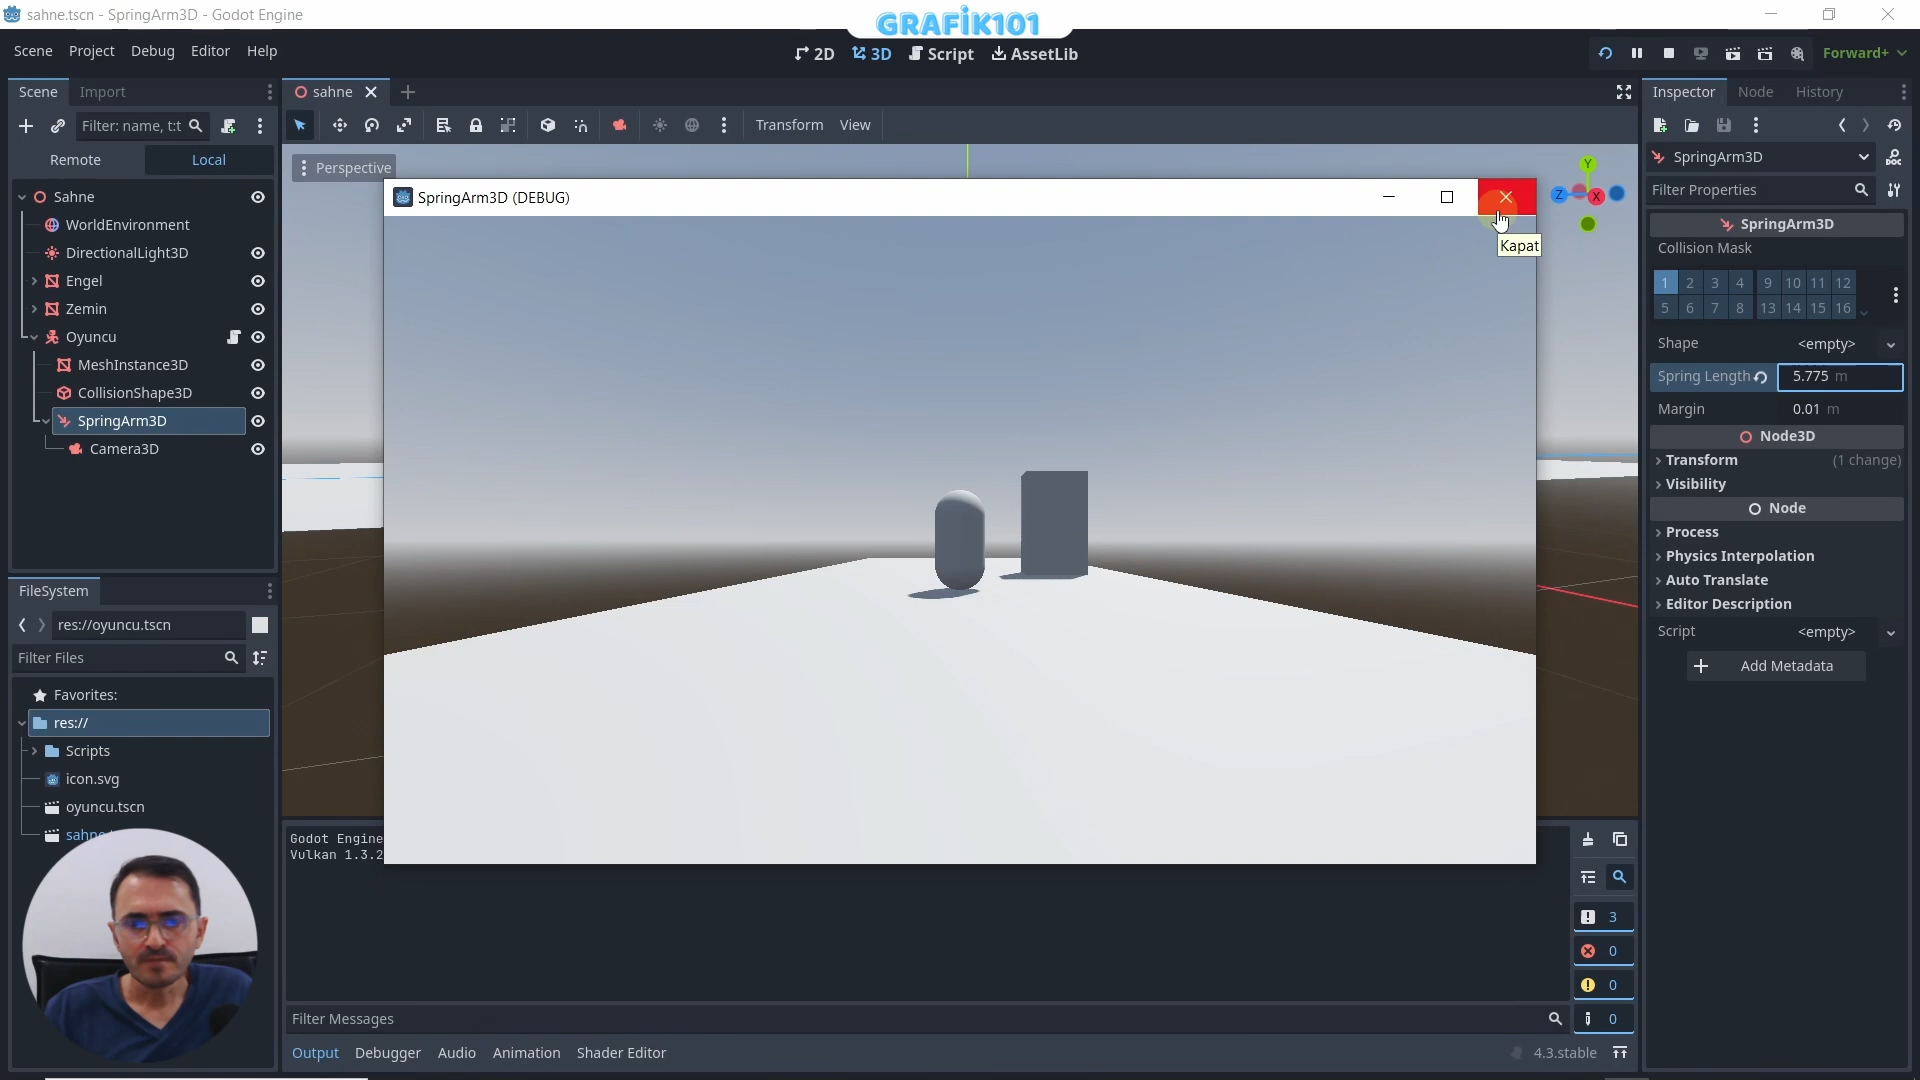 sahne.tscn - SpringArm3D - Godot Engine
GRAFİK101
Scene Project Debug Editor Help
2D 3D Script AssetLib
Forward+
Scene Import
sahne
Inspector Node History
Filter: name, t:t
Transform View
Remote Local
SpringArm3D
Perspective
Filter Properties
Sahne
WorldEnvironment
DirectionalLight3D
Engel
Zemin
Oyuncu
MeshInstance3D
CollisionShape3D
SpringArm3D
Camera3D
SpringArm3D (DEBUG)
Kapat
Y
Z
X
SpringArm3D
Collision Mask
1 2 3 4 9 10 11 12
5 6 7 8 13 14 15 16
Shape <empty>
Spring Length 5.775 m
Margin 0.01 m
Node3D
Transform (1 change)
Visibility
Node
Process
Physics Interpolation
Auto Translate
Editor Description
Script <empty>
Add Metadata
FileSystem
res://oyuncu.tscn
Filter Files
Favorites:
res://
Scripts
icon.svg
oyuncu.tscn
Godot Engine
Vulkan 1.3.2
3
0
0
0
Filter Messages
Output Debugger Audio Animation Shader Editor
4.3.stable